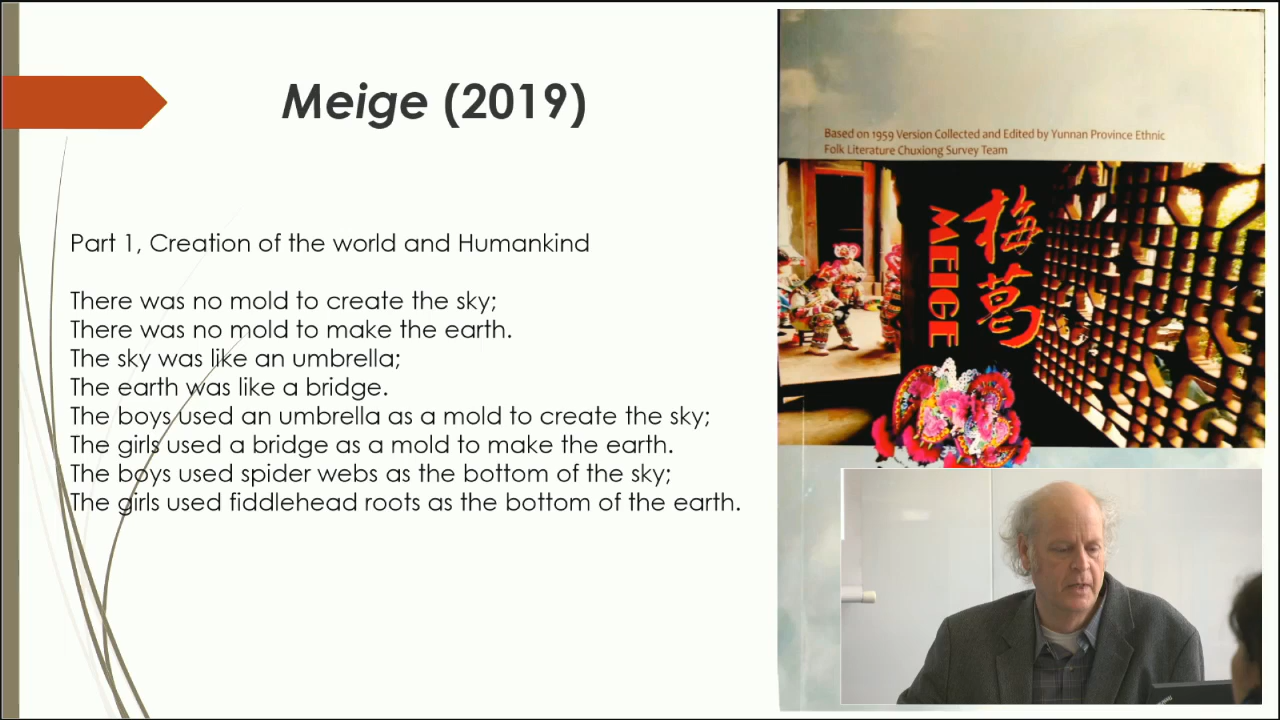 Meige (2019)
Part 1, Creation of the world and Humankind
There was no mold to create the sky;
There was no mold to make the earth.
The sky was like an umbrella;
The earth was like a bridge.
The boys used an umbrella as a mold to create the sky;
The girls used a bridge as a mold to make the earth.
The boys used spider webs as the bottom of the sky;
The girls used fiddlehead roots as the bottom of the earth.
Based on 1959 Version Collected and Edited by Yunnan Province Ethnic
Folk Literature Chuxiong Survey Team
梅葛
MEIGE